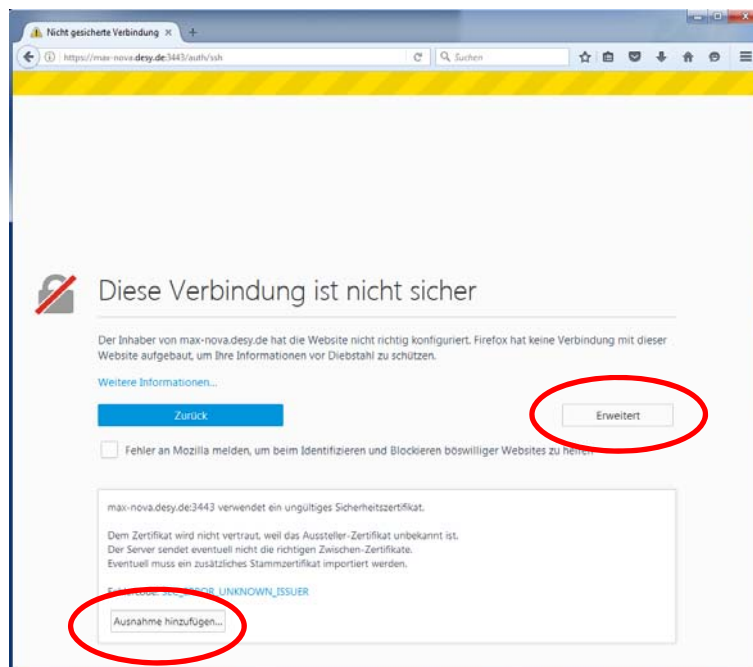 Nicht gesicherte Verbindung
https://max-nova.desy.de:3443/auth/ssh
Suchen
Diese Verbindung ist nicht sicher
Der Inhaber von max-nova.desy.de hat die Website nicht richtig konfiguriert. Firefox hat keine Verbindung mit dieser
Website aufgebaut, um Ihre Informationen vor Diebstahl zu schützen.
Weitere Informationen...
Zurück
Erweitert
Fehler an Mozilla melden, um beim Identifizieren und Blockieren böswilliger Websites zu helfen
max-nova.desy.de:3443 verwendet ein ungültiges Sicherheitszertifikat.
Dem Zertifikat wird nicht vertraut, weil das Aussteller-Zertifikat unbekannt ist.
Der Server sendet eventuell nicht die richtigen Zwischen-Zertifikate.
Eventuell muss ein zusätzliches Stammzertifikat importiert werden.
Fehlercode: SEC_ERROR_UNKNOWN_ISSUER
Ausnahme hinzufügen...